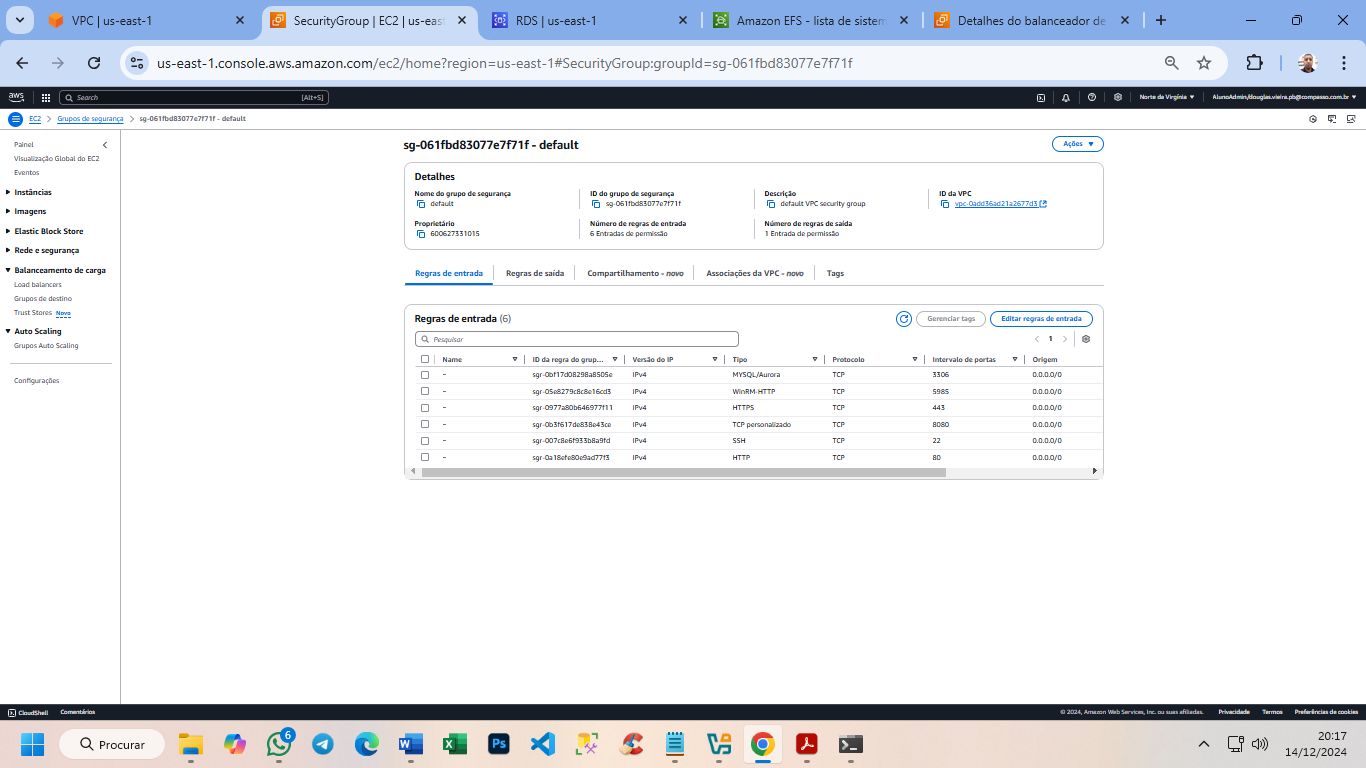 VPC | us-east-1
SecurityGroup | EC2 | us-eas
RDS | us-east-1
Amazon EFS - lista de sistem
Detalhes do balanceador de
us-east-1.console.aws.amazon.com/ec2/home?region=us-east-1#SecurityGroup:groupId=sg-061fbd83077e7f71f
aws
Search
[Alt+S]
Norte da Virgínia
AlunoAdmin/douglas.vieira.pb@compasso.com.br
EC2
Grupos de segurança
sg-061fbd83077e7f71f - default
Painel
Visualização Global do EC2
Eventos
Instâncias
Imagens
Elastic Block Store
Rede e segurança
Balanceamento de carga
Load balancers
Grupos de destino
Trust Stores Novo
Auto Scaling
Grupos Auto Scaling
Configurações
sg-061fbd83077e7f71f - default
Ações
Detalhes
Nome do grupo de segurança
default
ID do grupo de segurança
sg-061fbd83077e7f71f
Descrição
default VPC security group
ID da VPC
vpc-0add36ad21a2677d3
Proprietário
600627331015
Número de regras de entrada
6 Entradas de permissão
Número de regras de saída
1 Entrada de permissão
Regras de entrada
Regras de saída
Compartilhamento - novo
Associações da VPC - novo
Tags
Regras de entrada (6)
Gerenciar tags
Editar regras de entrada
Pesquisar
1
Name ID da regra do grup... Versão do IP Tipo Protocolo Intervalo de portas Origem
– sgr-0bf17d08298a8505e IPv4 MYSQL/Aurora TCP 3306 0.0.0.0/0
– sgr-05e8279c8c8e16cd3 IPv4 WinRM-HTTP TCP 5985 0.0.0.0/0
– sgr-0977a80b646977f11 IPv4 HTTPS TCP 443 0.0.0.0/0
– sgr-0b3f617de838e43ce IPv4 TCP personalizado TCP 8080 0.0.0.0/0
– sgr-007c8e6f933b8a9fd IPv4 SSH TCP 22 0.0.0.0/0
– sgr-0a18efe80e9ad77f3 IPv4 HTTP TCP 80 0.0.0.0/0
CloudShell
Comentários
© 2024, Amazon Web Services, Inc. ou suas afiliadas.
Privacidade
Termos
Preferências de cookies
Procurar
6
20:17
14/12/2024